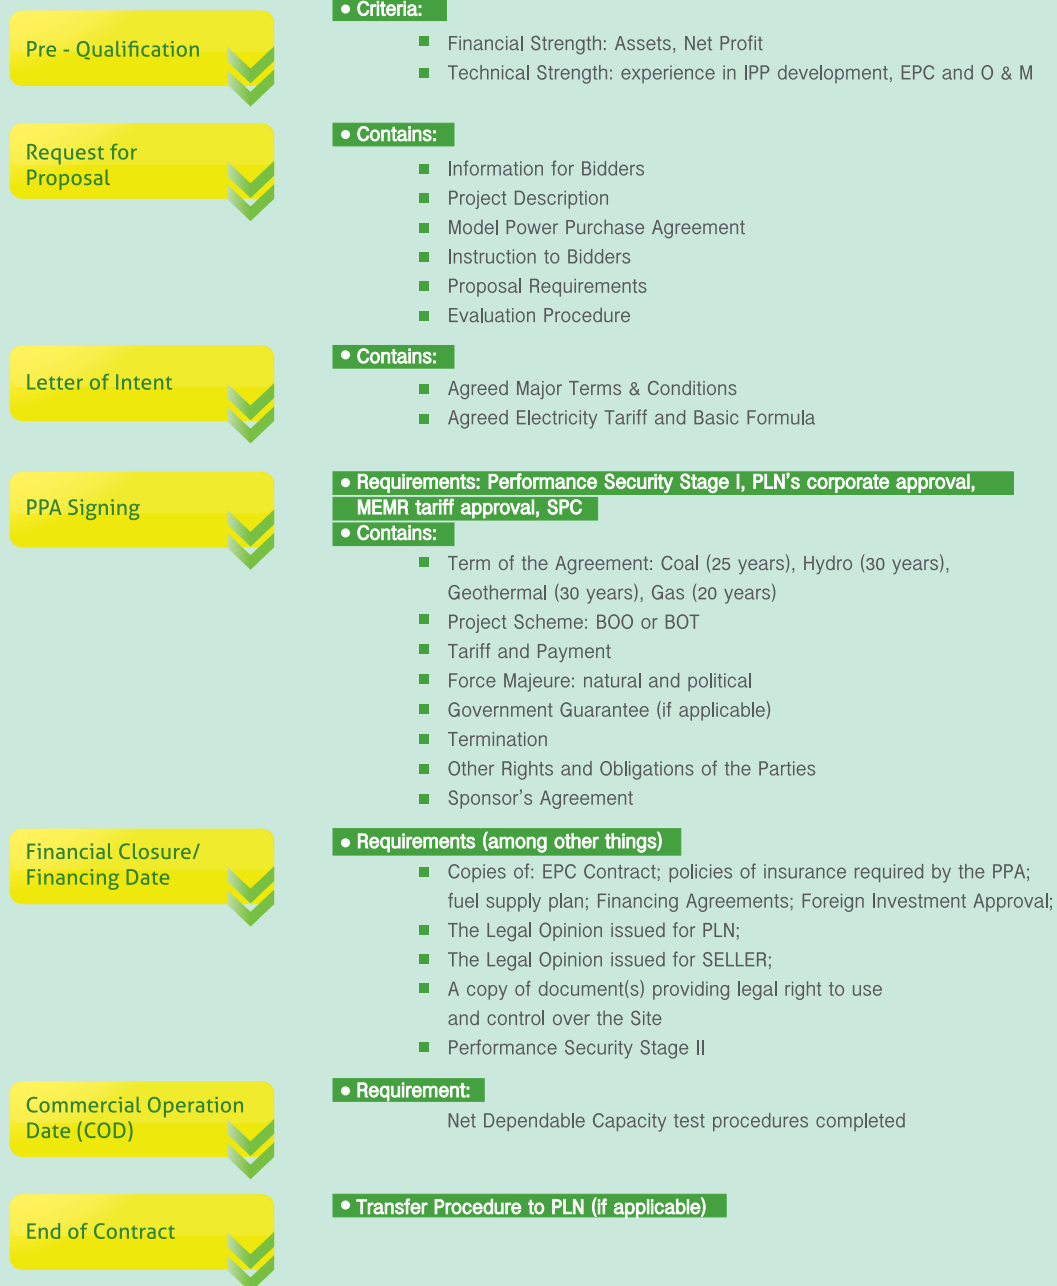 Pre - Qualification
• Criteria:
Financial Strength: Assets, Net Profit
Technical Strength: experience in IPP development, EPC and O & M
Request for
Proposal
• Contains:
Information for Bidders
Project Description
Model Power Purchase Agreement
Instruction to Bidders
Proposal Requirements
Evaluation Procedure
Letter of Intent
• Contains:
Agreed Major Terms & Conditions
Agreed Electricity Tariff and Basic Formula
PPA Signing
• Requirements: Performance Security Stage I, PLN's corporate approval,
MEMR tariff approval, SPC
• Contains:
Term of the Agreement: Coal (25 years), Hydro (30 years),
Geothermal (30 years), Gas (20 years)
Project Scheme: BOO or BOT
Tariff and Payment
Force Majeure: natural and political
Government Guarantee (if applicable)
Termination
Other Rights and Obligations of the Parties
Sponsor's Agreement
Financial Closure/
Financing Date
• Requirements (among other things)
Copies of: EPC Contract; policies of insurance required by the PPA;
fuel supply plan; Financing Agreements; Foreign Investment Approval;
The Legal Opinion issued for PLN;
The Legal Opinion issued for SELLER;
A copy of document(s) providing legal right to use
and control over the Site
Performance Security Stage II
Commercial Operation
Date (COD)
• Requirement:
Net Dependable Capacity test procedures completed
End of Contract
• Transfer Procedure to PLN (if applicable)